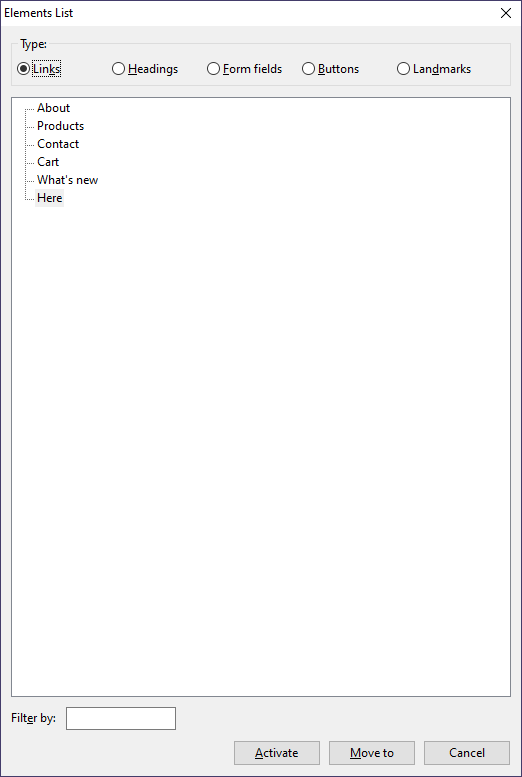 Elements List
Type:
Links Headings Form fields Buttons Landmarks
About
Products
Contact
Cart
What's new
Here
Filter by:
Activate Move to Cancel